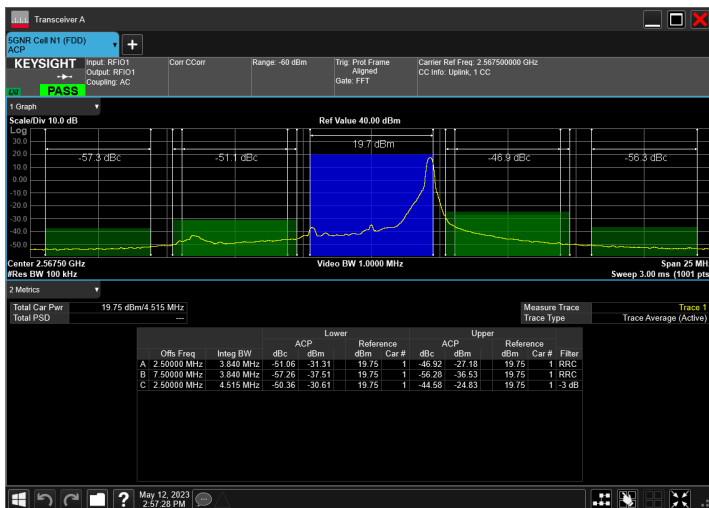 Transceiver A
5GNR Cell N1 (FDD)
ACP
KEYSIGHT
LXI
PASS
Input: RFIO1
Output: RFIO1
Coupling: AC
Corr CCorr
Range: -60 dBm
Trig: Prot Frame
Aligned
Gate: FFT
Carrier Ref Freq: 2.567500000 GHz
CC Info: Uplink, 1 CC
1 Graph
Scale/Div 10.0 dB
Ref Value 40.00 dBm
Log
30.0
20.0
10.0
0.00
-10.0
-20.0
-30.0
-40.0
-50.0
-57.3 dBc
-51.1 dBc
19.7 dBm
-46.9 dBc
-56.3 dBc
Center 2.56750 GHz
Video BW 1.0000 MHz
Span 25 MH
#Res BW 100 kHz
Sweep 3.00 ms (1001 pts
2 Metrics
Total Car Pwr 19.75 dBm/4.515 MHz
Total PSD ---
Measure Trace Trace 1
Trace Type Trace Average (Active)
Lower Upper
ACP Reference ACP Reference
Offs Freq Integ BW dBc dBm dBm Car # dBc dBm dBm Car # Filter
A 2.50000 MHz 3.840 MHz -51.06 -31.31 19.75 1 -46.92 -27.18 19.75 1 RRC
B 7.50000 MHz 3.840 MHz -57.26 -37.51 19.75 1 -56.28 -36.53 19.75 1 RRC
C 2.50000 MHz 4.515 MHz -50.36 -30.61 19.75 1 -44.58 -24.83 19.75 1 -3 dB
?
May 12, 2023
2:57:28 PM